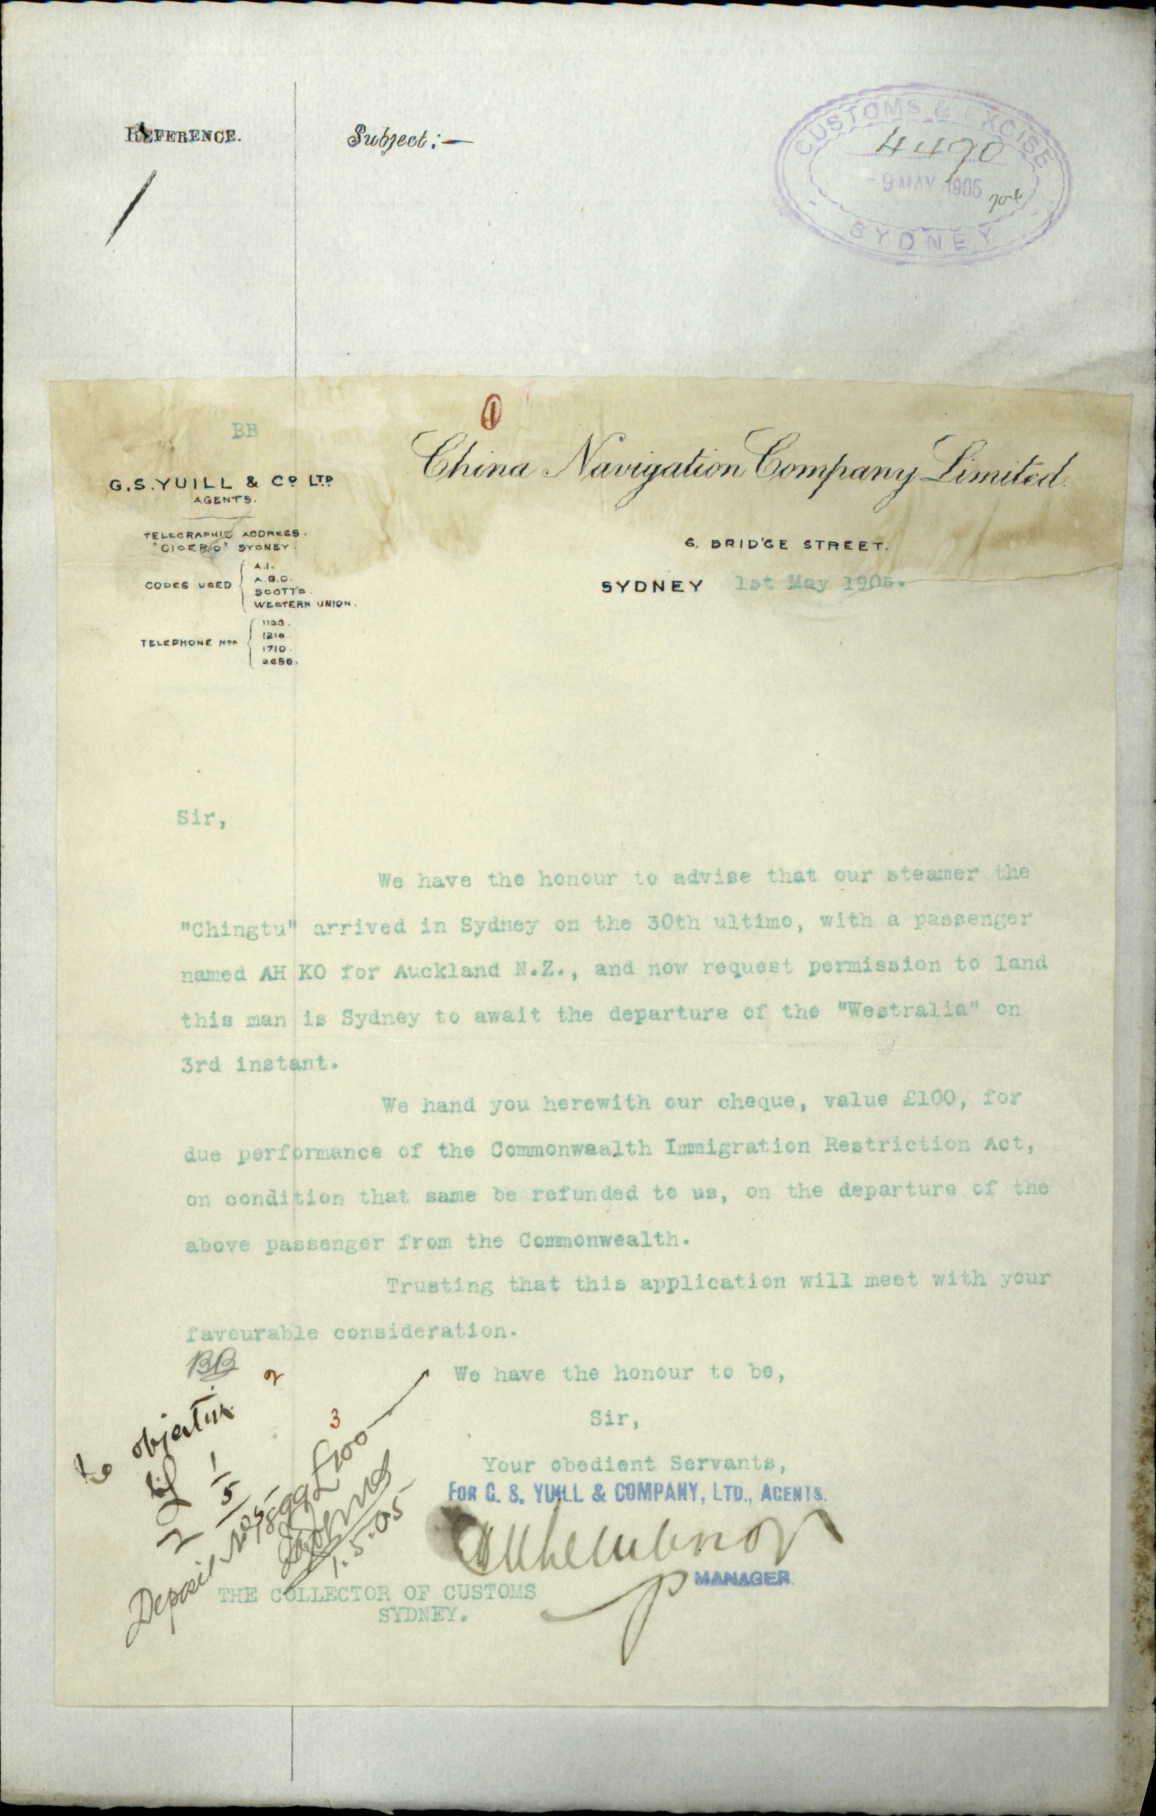 REFERENCE.
Subject:—
CUSTOMS & EXCISE
4470
9 MAY 1905
SYDNEY
1
BB
China Navigation Company Limited.
G.S. YUILL & Co LTD
AGENTS.
TELEGRAPHIC ADDRESS.
"CICERO" SYDNEY.
6, BRIDGE STREET.
SYDNEY 1st May 1905.
CODES USED
A.I.
A.B.C.
SCOTTS.
WESTERN UNION.
TELEPHONE Nos
1210.
1710.
Sir,
We have the honour to advise that our steamer the
"Chingtu" arrived in Sydney on the 30th ultimo, with a passenger
named AH KO for Auckland N.Z., and now request permission to land
this man is Sydney to await the departure of the "Westralia" on
3rd instant.
We hand you herewith our cheque, value £100, for
due performance of the Commonwealth Immigration Restriction Act,
on condition that same be refunded to us, on the departure of the
above passenger from the Commonwealth.
Trusting that this application will meet with your
favourable consideration.
BB
We have the honour to be,
Sir,
Your obedient Servants,
FOR G. S. YUILL & COMPANY, LTD., AGENTS.
MANAGER.
2
objection
1/5
3
Deposit No
£100
1.5.05
THE COLLECTOR OF CUSTOMS
SYDNEY.